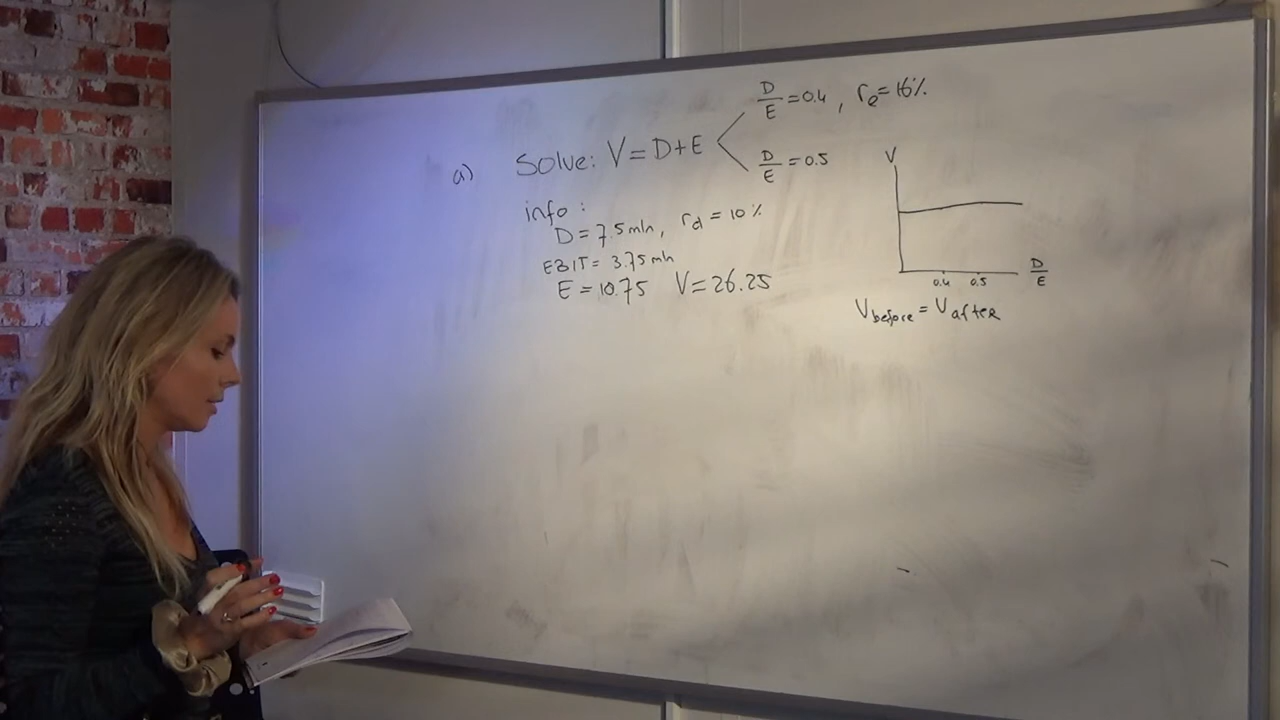 a) Solve: V = D+E
D/E = 0.4, re = 16%
D/E = 0.5
info:
D = 7.5 mln, rd = 10%
EBIT = 3.75 mln
E = 10.75 V = 26.25
V
0.4 0.5
D/E
Vbefore = Vafter